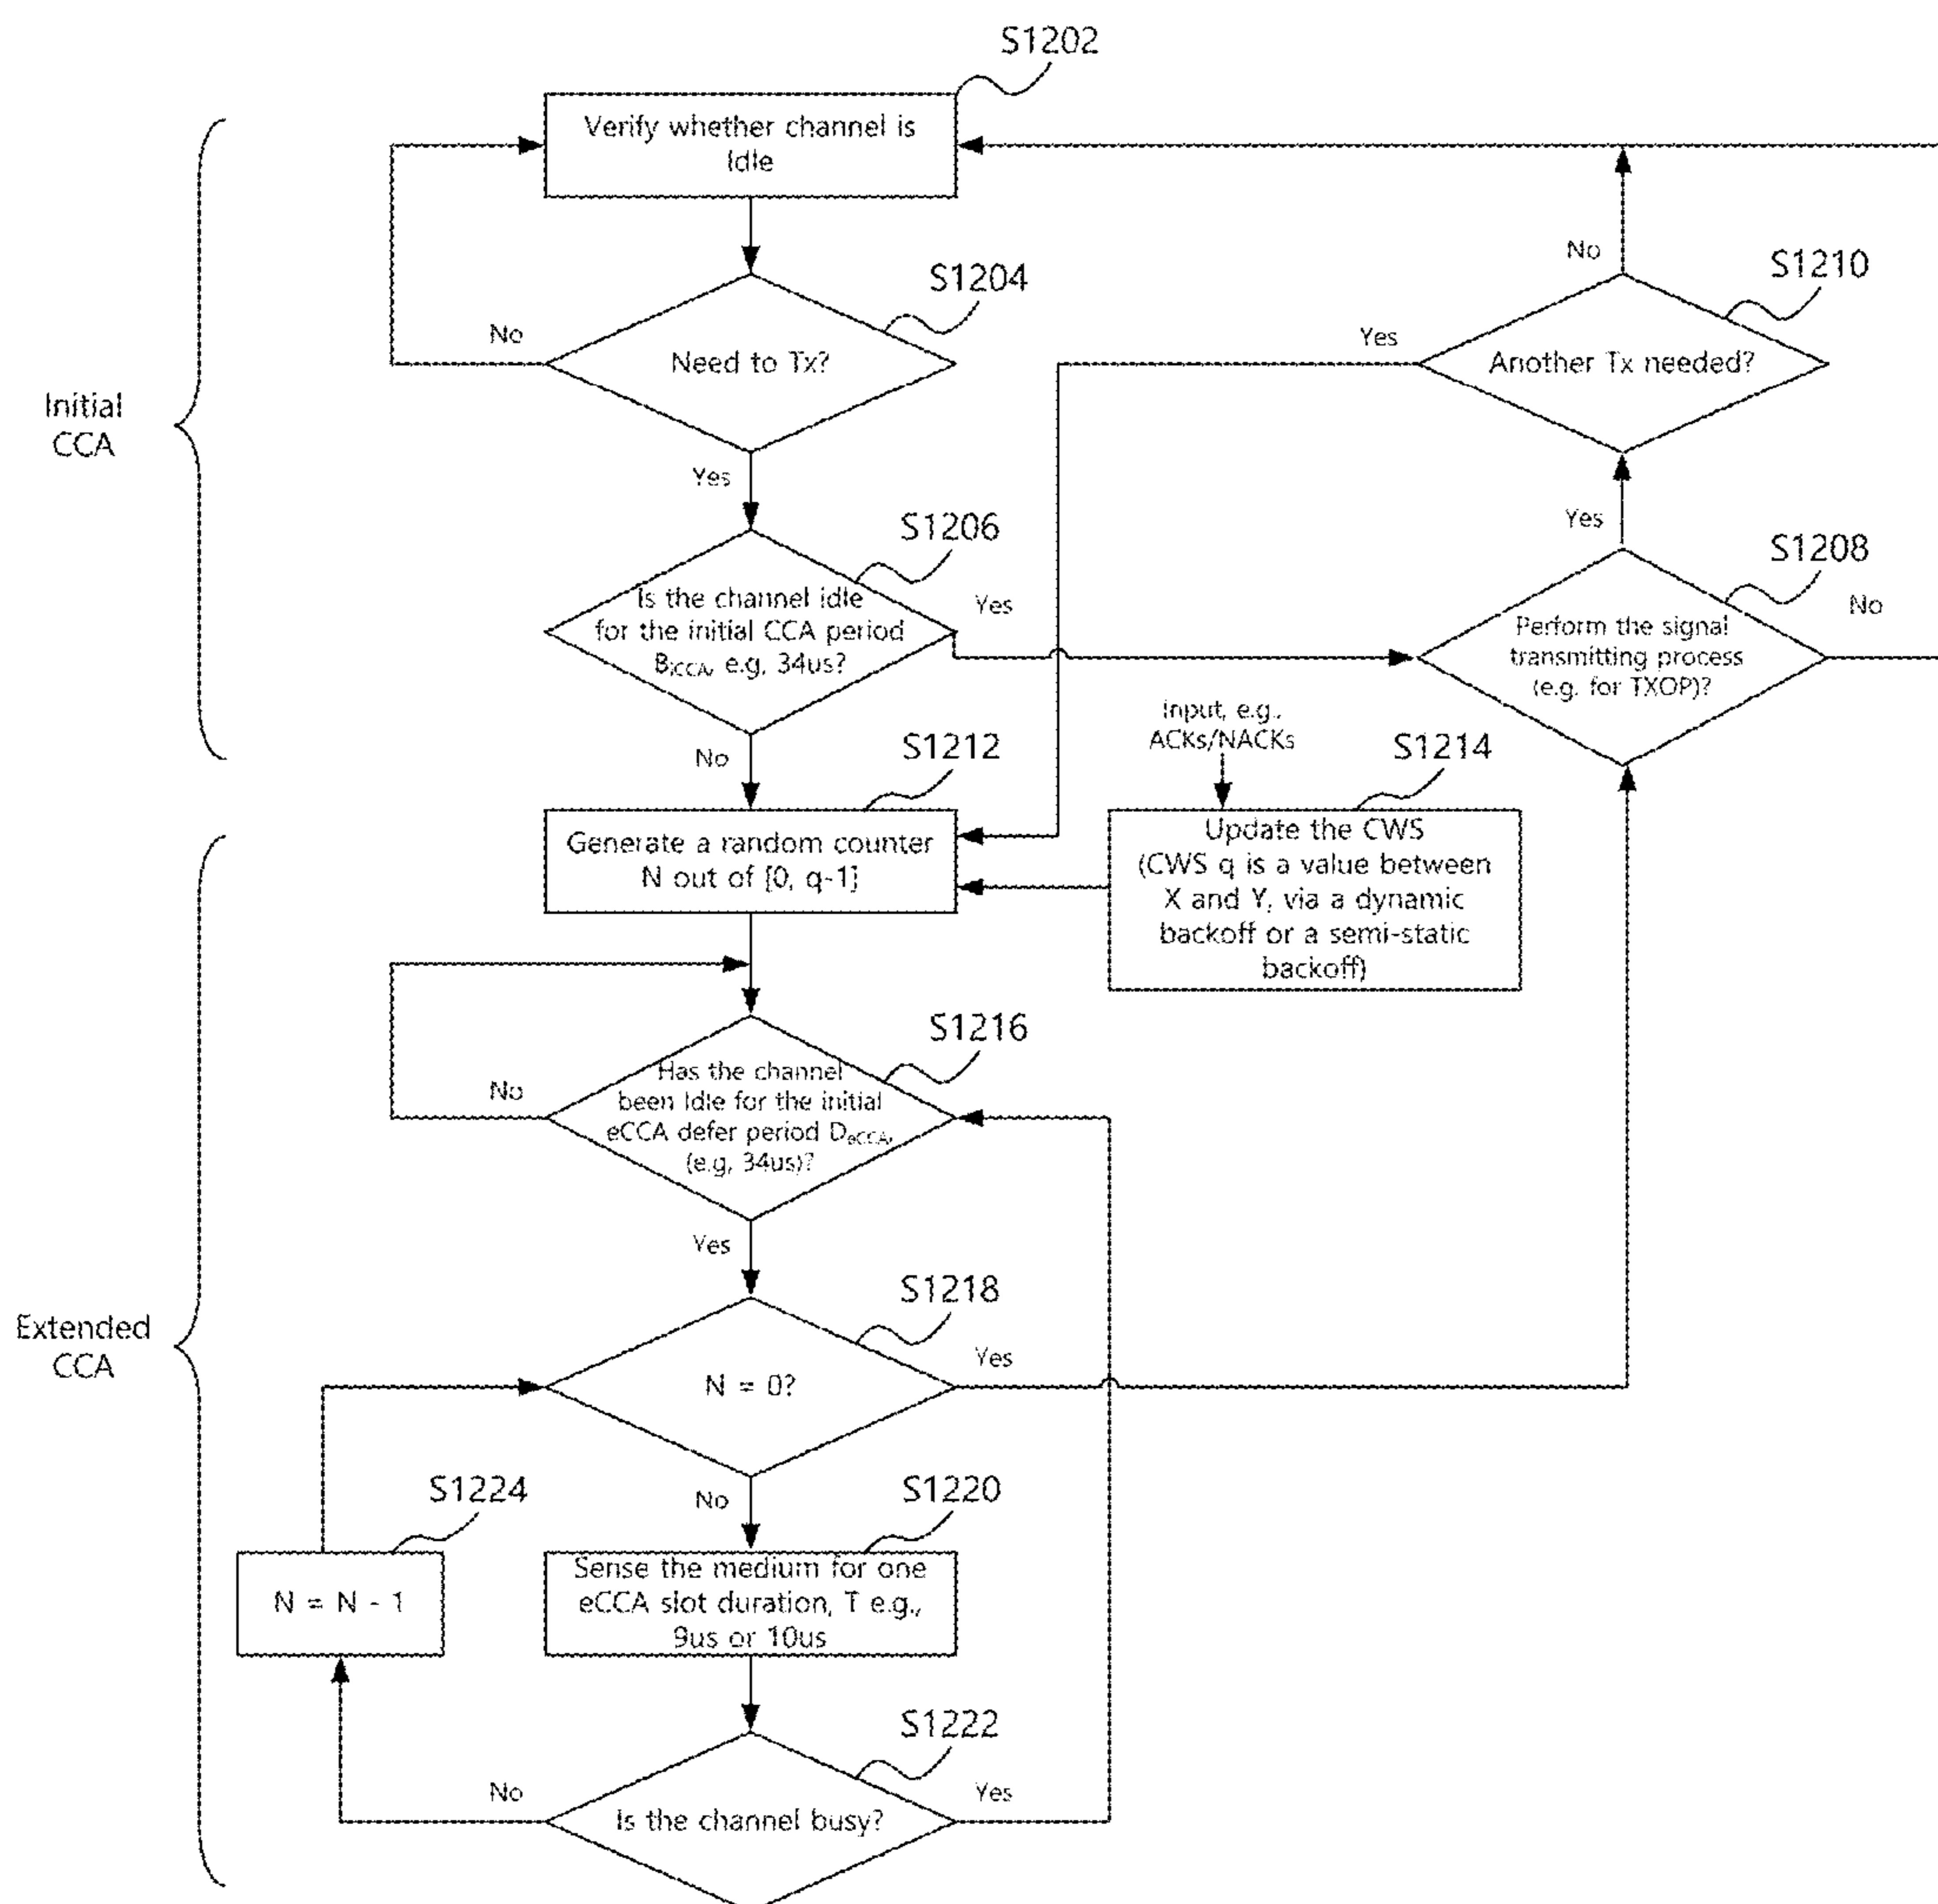 S1202
Verify whether channel is
Idle
No
S1210
S1204
No
Need to Tx?
Yes
Another Tx needed?
Initial
CCA
Yes
Yes
S1206
S1208
Is the channel idle
for the initial CCA period
BiCCA, e.g, 34us?
Yes
No
Perform the signal
transmitting process
(e.g. for TXOP)?
Input, e.g.,
ACKs/NACKs
No
S1212
S1214
Generate a random counter
N out of [0, q-1]
Update the CWS
(CWS q is a value between
X and Y, via a dynamic
backoff or a semi-static
backoff)
S1216
Has the channel
been Idle for the initial
eCCA defer period DeCCA,
(e.g, 34us)?
No
Yes
S1218
Extended
CCA
Yes
N = 0?
S1224
No
S1220
N = N - 1
Sense the medium for one
eCCA slot duration, T e.g.,
9us or 10us
S1222
No
Yes
Is the channel busy?